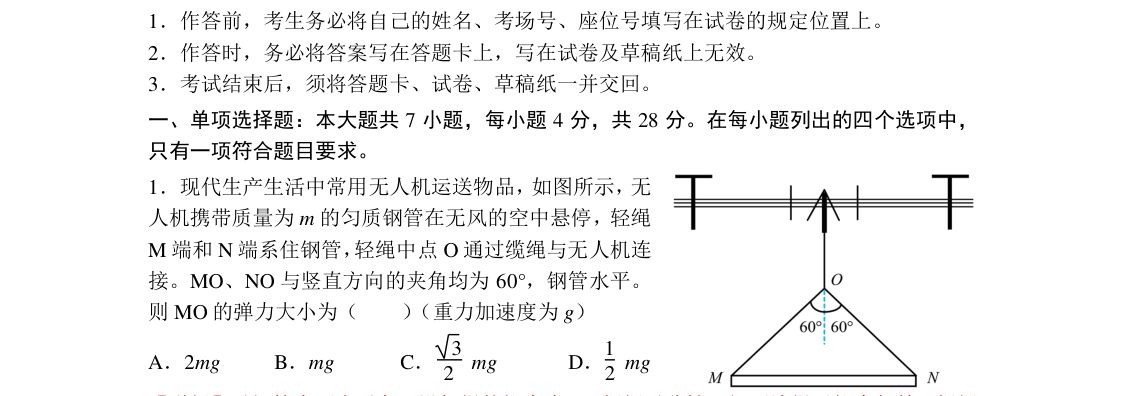 1．作答前，考生务必将自己的姓名、考场号、座位号填写在试卷的规定位置上。
2．作答时，务必将答案写在答题卡上，写在试卷及草稿纸上无效。
3．考试结束后，须将答题卡、试卷、草稿纸一并交回。
一、单项选择题：本大题共 7 小题，每小题 4 分，共 28 分。在每小题列出的四个选项中，
只有一项符合题目要求。
1．现代生产生活中常用无人机运送物品，如图所示，无
人机携带质量为 m 的匀质钢管在无风的空中悬停，轻绳
M 端和 N 端系住钢管，轻绳中点 O 通过缆绳与无人机连
接。MO、NO 与竖直方向的夹角均为 60°，钢管水平。
则 MO 的弹力大小为（　　）（重力加速度为 g）
A．2mg　B．mg　C．√3/2 mg　D．1/2 mg
O
60° 60°
M N